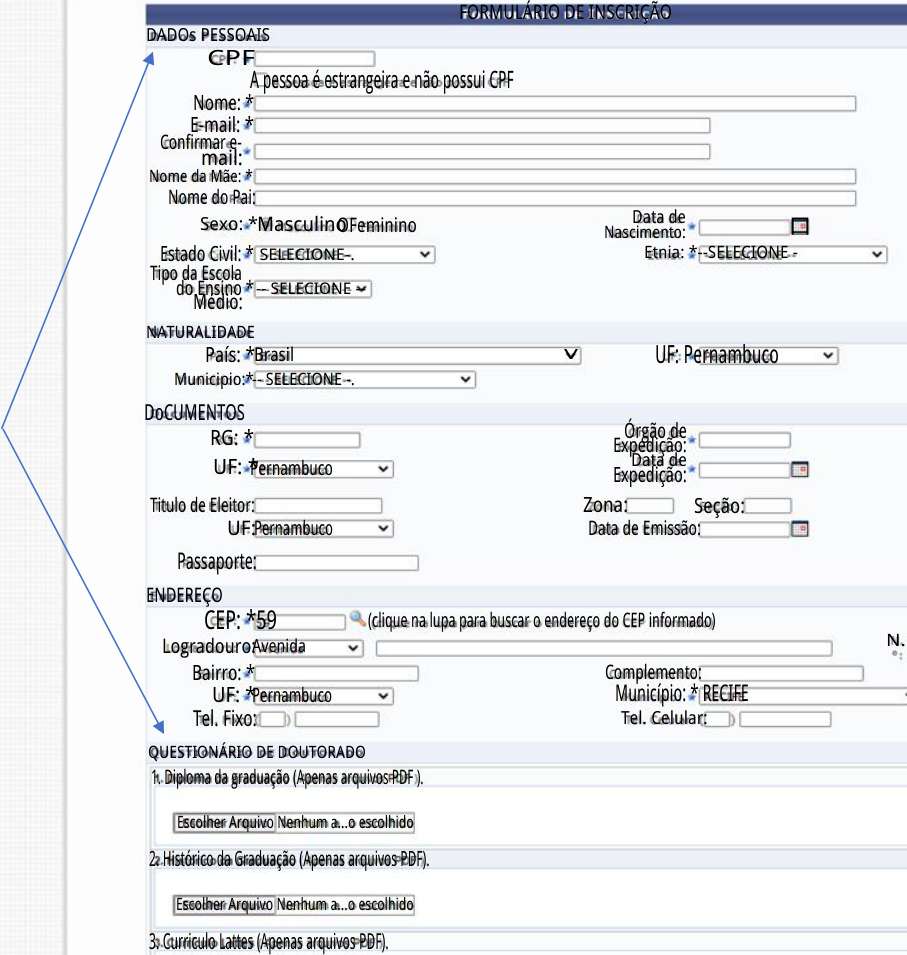 FORMULÁRIO DE INSCRIÇÃO
DADOs PESSOAIS
CPF
A pessoa é estrangeira e não possui CPF
Nome: *
E-mail: *
Confirmar e-
mail: *
Nome da Mãe: *
Nome do Pai:
Sexo: *Masculino OFeminino
Data de
Nascimento: *
Estado Civil: * SELECIONE-.
Etnia: *--SELECIONE -
Tipo da Escola
do Ensino *-- SELECIONE
Médio:
NATURALIDADE
País: *Brasil
UF: Pernambuco
Municipio:*-- SELECIONE -.
DoCUMENTOS
RG: *
Órgão de
Expedição: *
UF: *Pernambuco
Data de
Expedição: *
Titulo de Eleitor:
Zona:
Seção:
UF:Pernambuco
Data de Emissão:
Passaporte:
ENDEREÇO
CEP: *59
(clique na lupa para buscar o endereço do CEP informado)
Logradouro:Avenida
N.
Bairro: *
Complemento:
UF: *Pernambuco
Município: * RECIFE
Tel. Fixo: )
Tel. Celular: )
QUESTIONÁRIO DE DOUTORADO
1. Diploma da graduação (Apenas arquivos PDF ).
Escolher Arquivo Nenhum a...o escolhido
2. Histórico da Graduação (Apenas arquivos PDF).
Escolher Arquivo Nenhum a...o escolhido
3. Curriculo Lattes (Apenas arquivos PDF).